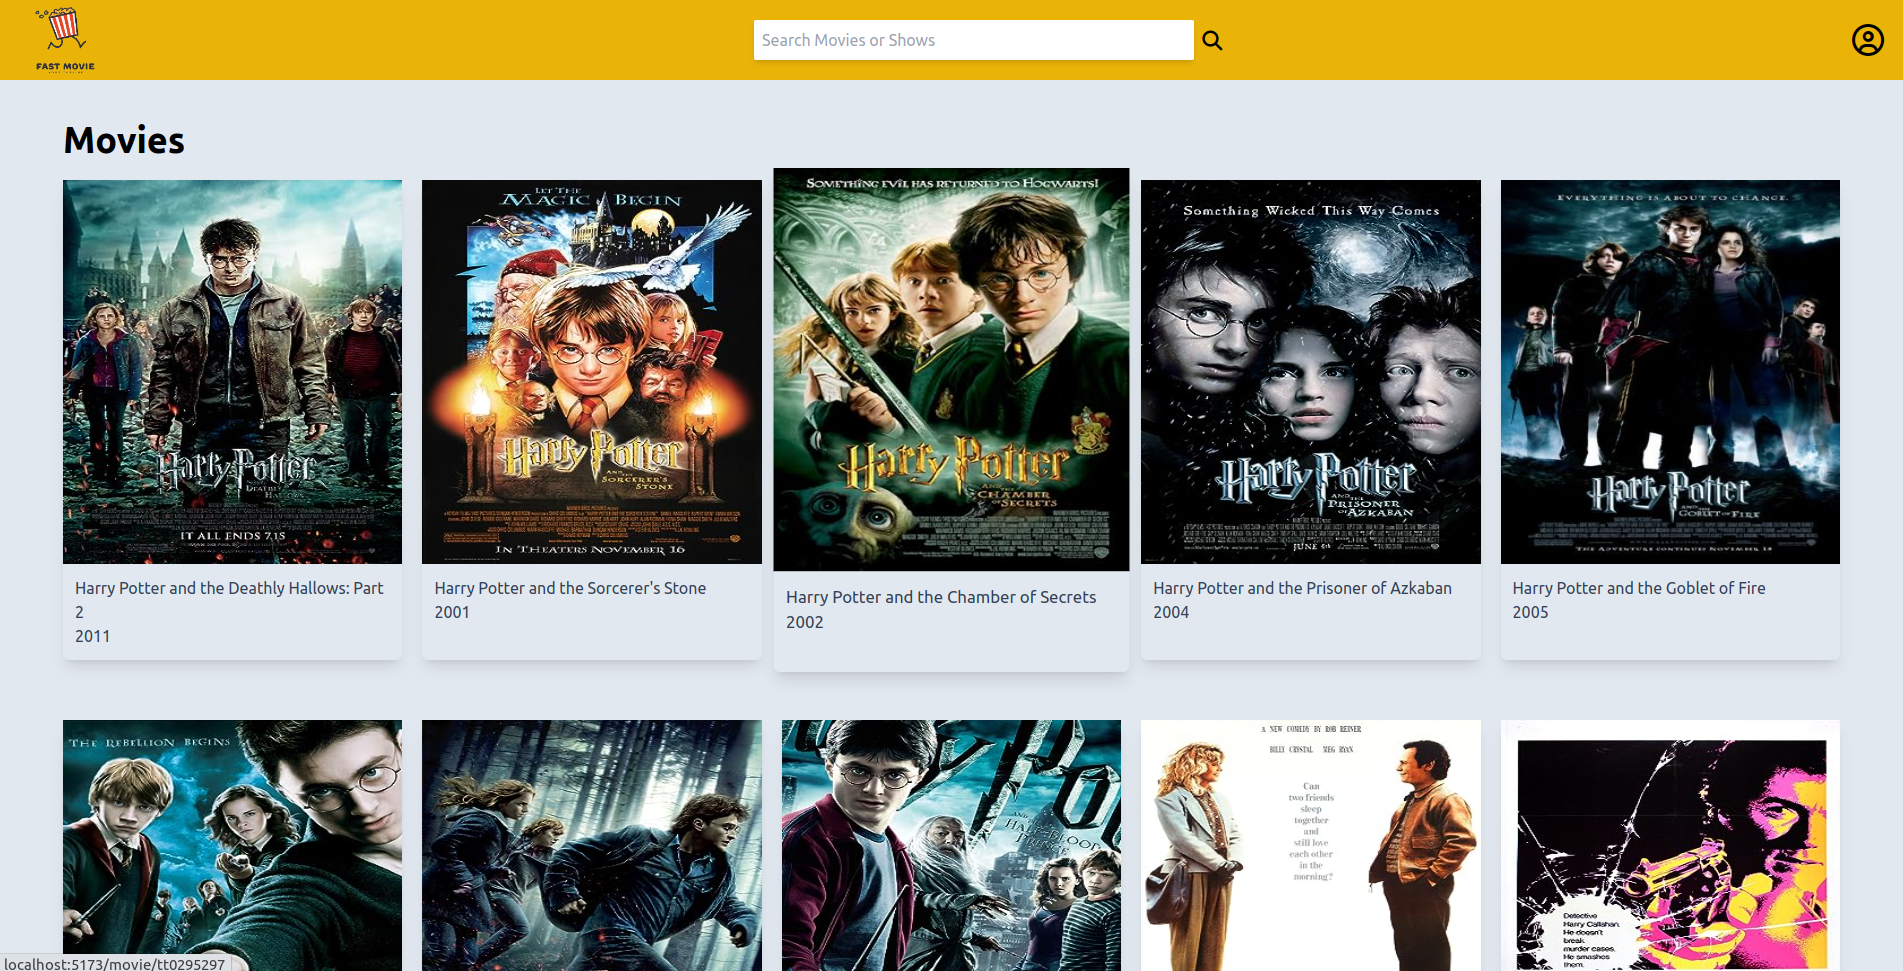 FAST MOVIE
Search Movies or Shows
Movies
Harry Potter
DEATHLY
HALLOWS
IT ALL ENDS 7.15
Harry Potter and the Deathly Hallows: Part
2
2011
LET THE
MAGIC BEGIN
Harry Potter
AND THE
SORCERER'S
STONE
IN THEATERS NOVEMBER 16
Harry Potter and the Sorcerer's Stone
2001
SOMETHING EVIL HAS RETURNED TO HOGWARTS!
Harry Potter
AND THE
CHAMBER
OF
SECRETS
Harry Potter and the Chamber of Secrets
2002
Something Wicked This Way Comes
Harry Potter
AND THE
PRISONER
OF
AZKABAN
JUNE 4th
Harry Potter and the Prisoner of Azkaban
2004
EVERYTHING IS ABOUT TO CHANGE.
Harry Potter
AND THE
GOBLET OF FIRE
THE ADVENTURE CONTINUES NOVEMBER 18
Harry Potter and the Goblet of Fire
2005
THE REBELLION BEGINS
AND THE
HALF-BLOOD
PRINCE
A NEW COMEDY BY ROB REINER
BILLY CRYSTAL MEG RYAN
Can
two friends
sleep
together
and
still love
each other
in the
morning?
Detective
Harry Callahan.
He doesn't
break
murder cases.
He smashes
them.
localhost:5173/movie/tt0295297